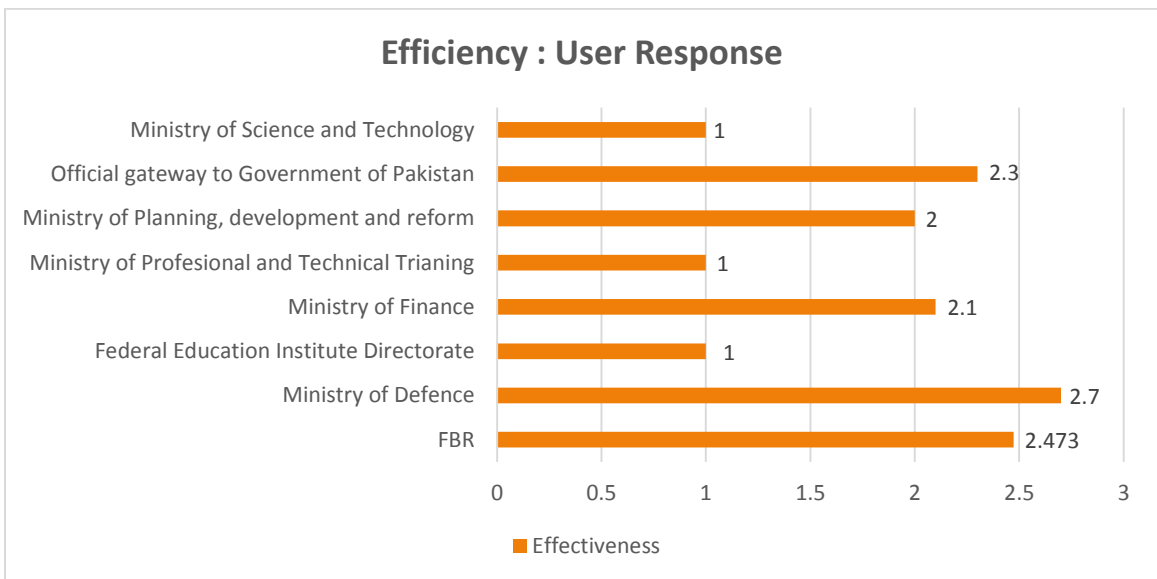 Efficiency : User Response
Ministry of Science and Technology 1
Official gateway to Government of Pakistan 2.3
Ministry of Planning, development and reform 2
Ministry of Profesional and Technical Trianing 1
Ministry of Finance 2.1
Federal Education Institute Directorate 1
Ministry of Defence 2.7
FBR 2.473
0 0.5 1 1.5 2 2.5 3
Effectiveness